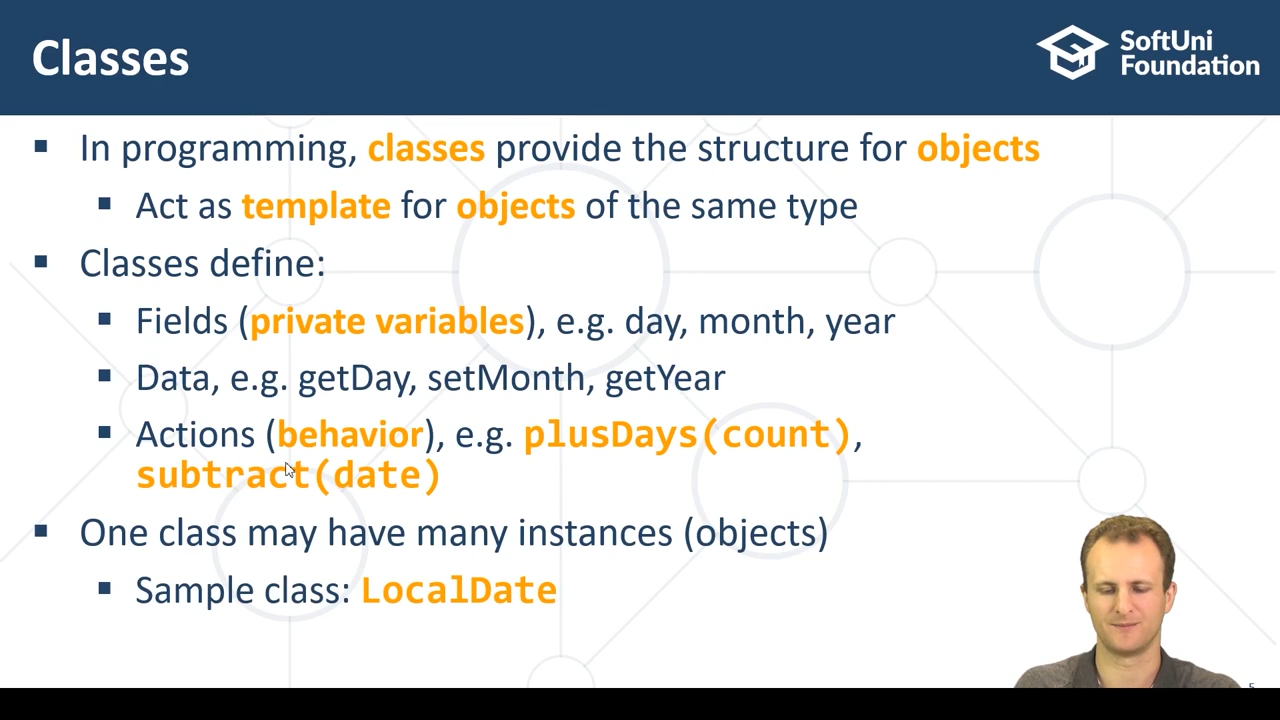 Classes
SoftUni
Foundation
▪ In programming, classes provide the structure for objects
▪ Act as template for objects of the same type
▪ Classes define:
▪ Fields (private variables), e.g. day, month, year
▪ Data, e.g. getDay, setMonth, getYear
▪ Actions (behavior), e.g. plusDays(count),
subtract(date)
▪ One class may have many instances (objects)
▪ Sample class: LocalDate